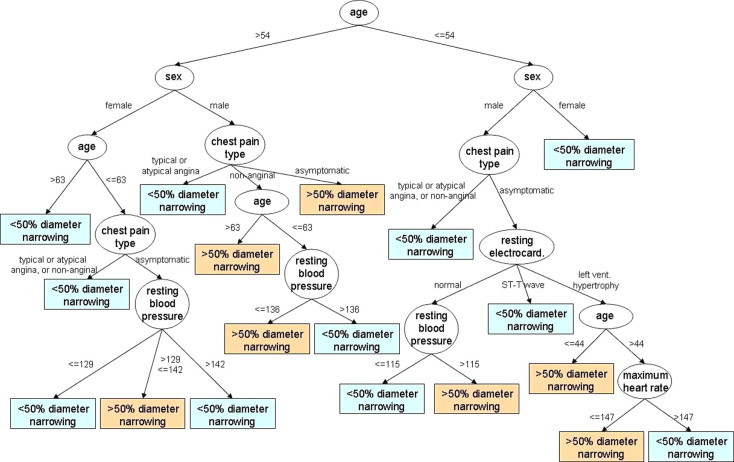 age
>54
<=54
sex
sex
female
male
male
female
age
chest pain
type
chest pain
type
<50% diameter
narrowing
>63
<=63
typical or
atypical angina
non-anginal
asymptomatic
typical or atypical
angina, or non-anginal
asymptomatic
<50% diameter
narrowing
chest pain
type
<50% diameter
narrowing
age
>50% diameter
narrowing
<50% diameter
narrowing
resting
electrocard.
>63
<=63
typical or atypical
angina, or non-anginal
asymptomatic
>50% diameter
narrowing
resting
blood
pressure
normal
ST-T wave
left vent.
hypertrophy
<50% diameter
narrowing
resting
blood
pressure
<=136
>136
resting
blood
pressure
<50% diameter
narrowing
age
>50% diameter
narrowing
<50% diameter
narrowing
<=44
>44
<=129
>129
<=142
>142
<=115
>115
>50% diameter
narrowing
maximum
heart rate
<50% diameter
narrowing
>50% diameter
narrowing
<50% diameter
narrowing
<50% diameter
narrowing
>50% diameter
narrowing
<=147
>147
>50% diameter
narrowing
<50% diameter
narrowing